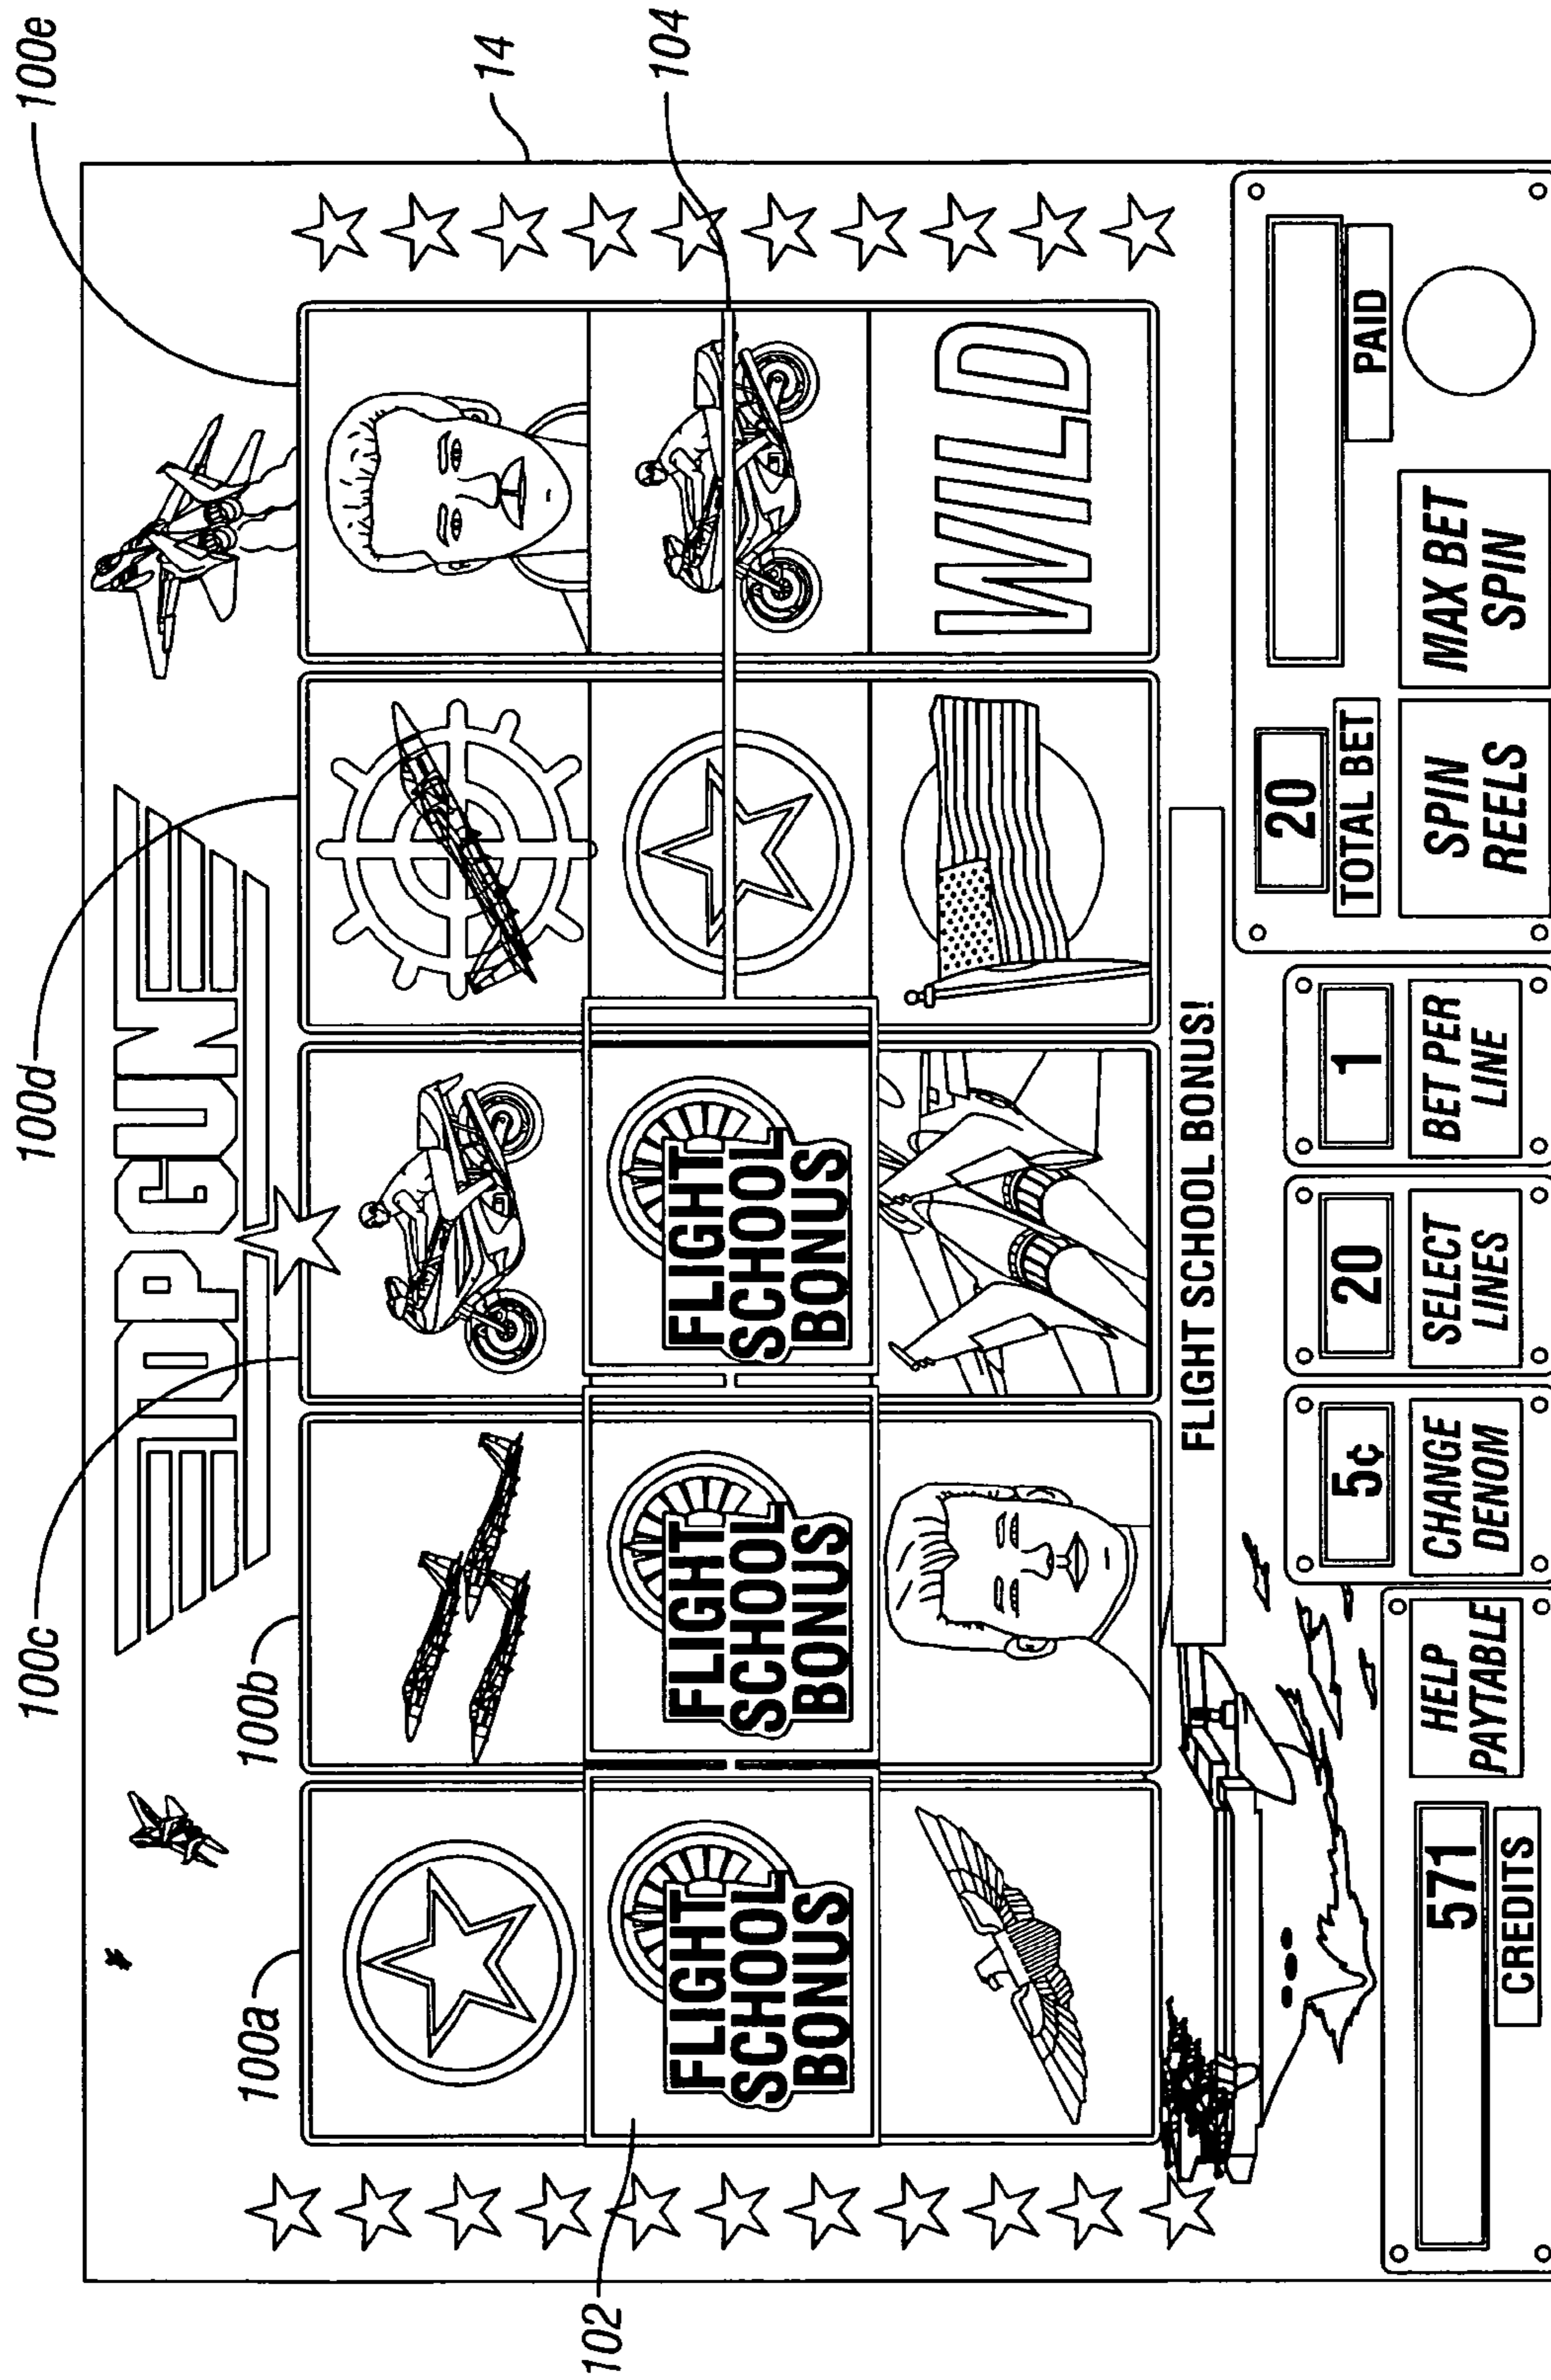 100c
100d
100e
TOP GUN
14
100a
100b
104
102
FLIGHT
SCHOOL
BONUS
FLIGHT
SCHOOL
BONUS
FLIGHT
SCHOOL
BONUS
WILD
FLIGHT SCHOOL BONUS!
571
CREDITS
HELP
PAYTABLE
5¢
CHANGE
DENOM
20
SELECT
LINES
1
BET PER
LINE
20
TOTAL BET
PAID
SPIN
REELS
MAX BET
SPIN